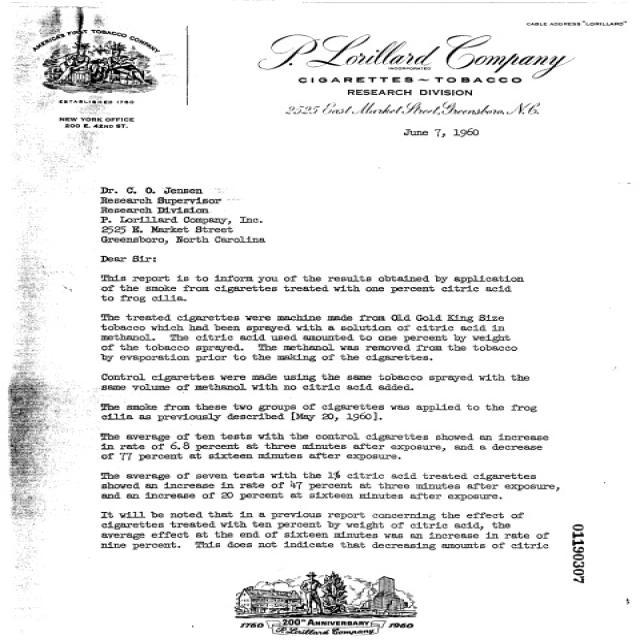 CABLE ADDRESS "LORILLARD"
AMERICA'S FIRST TOBACCO COMPANY
ESTABLISHED 1760
NEW YORK OFFICE
200 E. 42ND ST.
P. Lorillard Company
INCORPORATED
CIGARETTES ~ TOBACCO
RESEARCH DIVISION
2525 East Market Street, Greensboro, N.C.
June 7, 1960
Dr. C. O. Jensen
Research Supervisor
Research Division
P. Lorillard Company, Inc.
2525 E. Market Street
Greensboro, North Carolina
Dear Sir:
This report is to inform you of the results obtained by application
of the smoke from cigarettes treated with one percent citric acid
to frog cilia.
The treated cigarettes were machine made from Old Gold King Size
tobacco which had been sprayed with a solution of citric acid in
methanol. The citric acid used amounted to one percent by weight
of the tobacco sprayed. The methanol was removed from the tobacco
by evaporation prior to the making of the cigarettes.
Control cigarettes were made using the same tobacco sprayed with the
same volume of methanol with no citric acid added.
The smoke from these two groups of cigarettes was applied to the frog
cilia as previously described [May 20, 1960].
The average of ten tests with the control cigarettes showed an increase
in rate of 6.8 percent at three minutes after exposure, and a decrease
of 77 percent at sixteen minutes after exposure.
The average of seven tests with the 1% citric acid treated cigarettes
showed an increase in rate of 47 percent at three minutes after exposure,
and an increase of 20 percent at sixteen minutes after exposure.
It will be noted that in a previous report concerning the effect of
cigarettes treated with ten percent by weight of citric acid, the
average effect at the end of sixteen minutes was an increase in rate of
nine percent. This does not indicate that decreasing amounts of citric
01190307
200th ANNIVERSARY
1760 P. Lorillard Company 1960